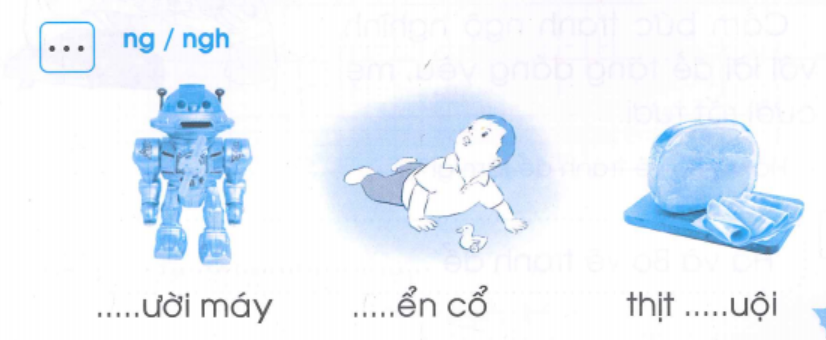 ... ng / ngh
.....ười máy .....ển cổ thịt .....uội